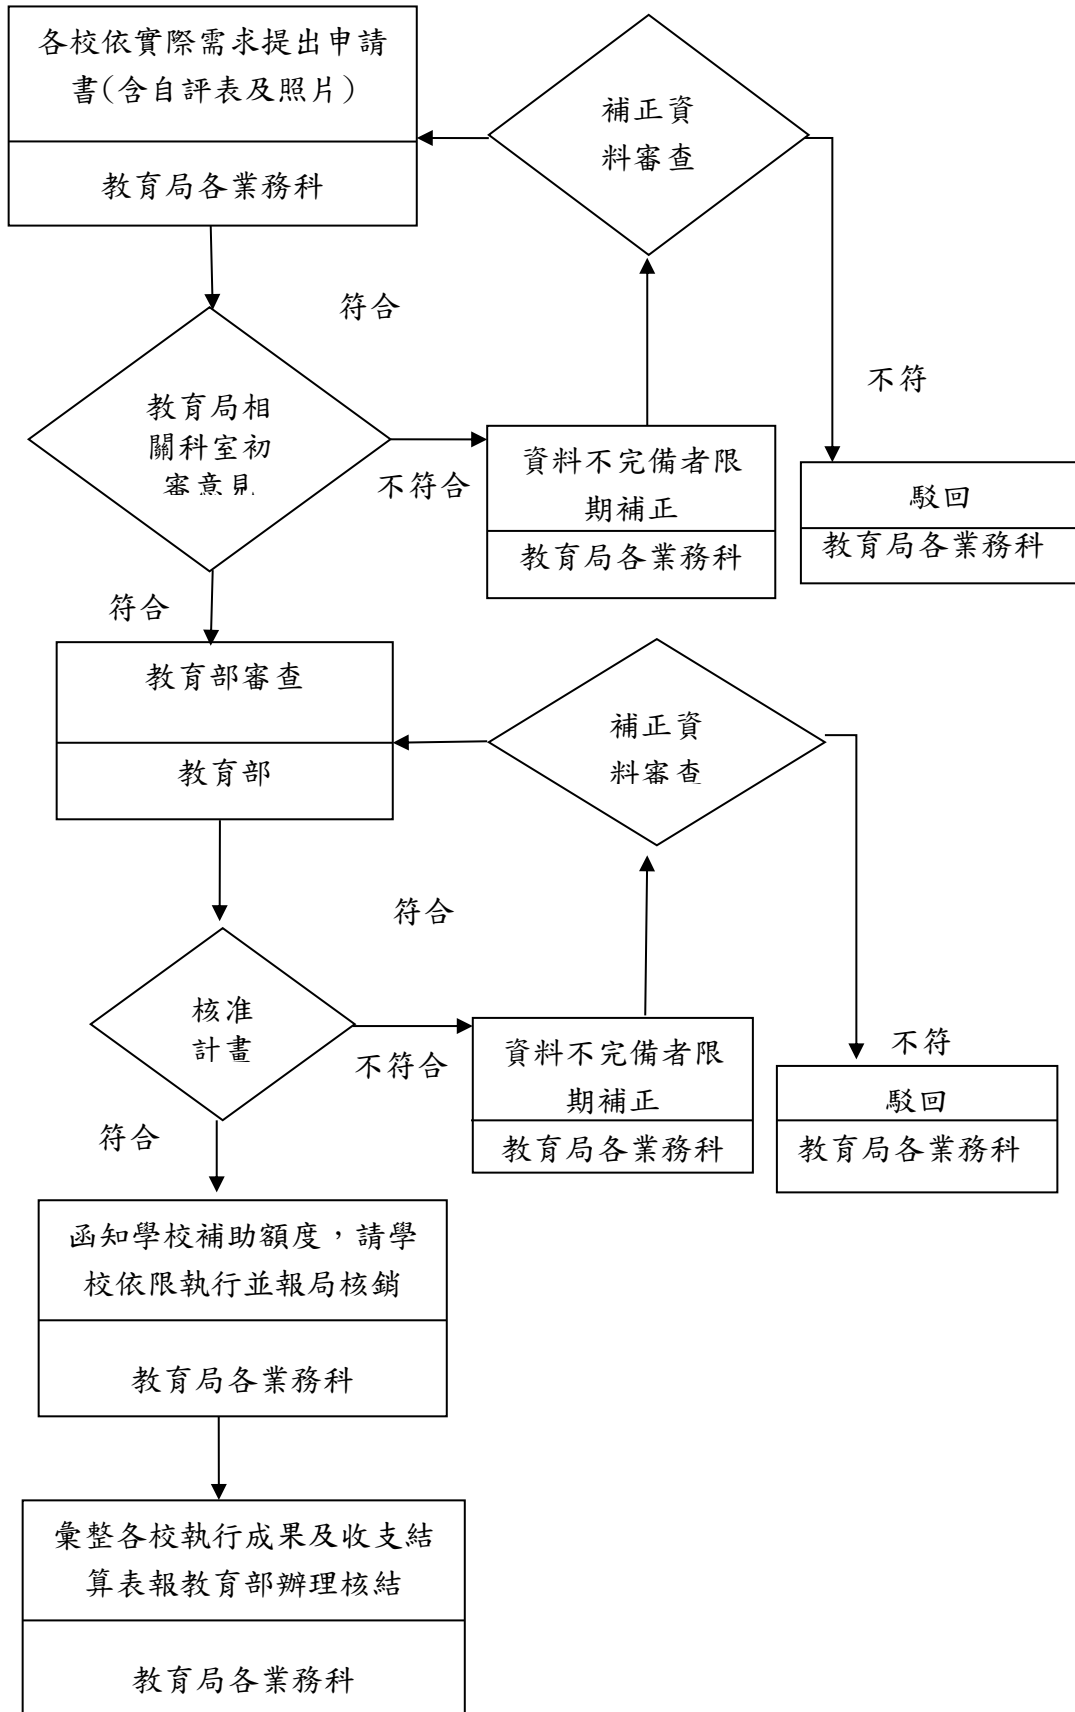 各校依實際需求提出申請
書(含自評表及照片)
教育局各業務科
補正資
料審查
符合
不符
教育局相
關科室初
審意見
不符合
資料不完備者限
期補正
教育局各業務科
駁回
教育局各業務科
符合
教育部審查
教育部
補正資
料審查
符合
核准
計畫
不符合
資料不完備者限
期補正
教育局各業務科
不符
駁回
教育局各業務科
符合
函知學校補助額度，請學
校依限執行並報局核銷
教育局各業務科
彙整各校執行成果及收支結
算表報教育部辦理核結
教育局各業務科